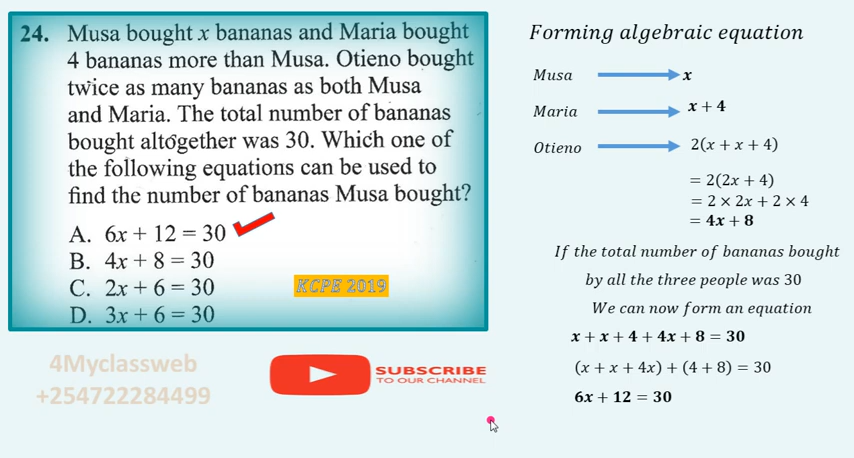 24. Musa bought x bananas and Maria bought
4 bananas more than Musa. Otieno bought
twice as many bananas as both Musa
and Maria. The total number of bananas
bought altogether was 30. Which one of
the following equations can be used to
find the number of bananas Musa bought?
A. 6x + 12 = 30
B. 4x + 8 = 30
C. 2x + 6 = 30
D. 3x + 6 = 30
KCPE 2019
4Myclassweb
+254722284499
SUBSCRIBE
TO OUR CHANNEL
Forming algebraic equation
Musa x
Maria x + 4
Otieno 2(x + x + 4)
= 2(2x + 4)
= 2 × 2x + 2 × 4
= 4x + 8
If the total number of bananas bought
by all the three people was 30
We can now form an equation
x + x + 4 + 4x + 8 = 30
(x + x + 4x) + (4 + 8) = 30
6x + 12 = 30